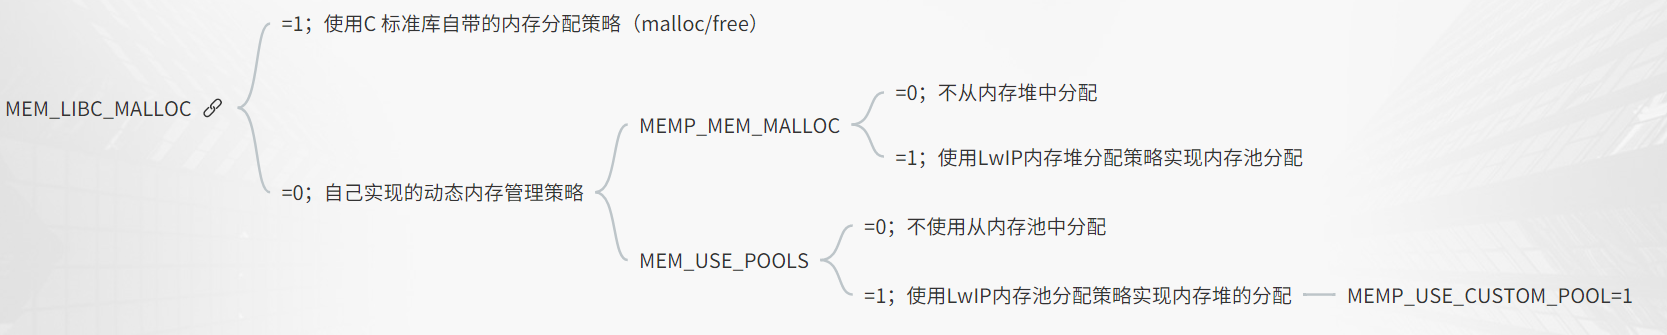 =1；使用C 标准库自带的内存分配策略（malloc/free）
MEM_LIBC_MALLOC
=0；自己实现的动态内存管理策略
MEMP_MEM_MALLOC
=0；不从内存堆中分配
=1；使用LwIP内存堆分配策略实现内存池分配
MEM_USE_POOLS
=0；不使用从内存池中分配
=1；使用LwIP内存池分配策略实现内存堆的分配
MEMP_USE_CUSTOM_POOL=1